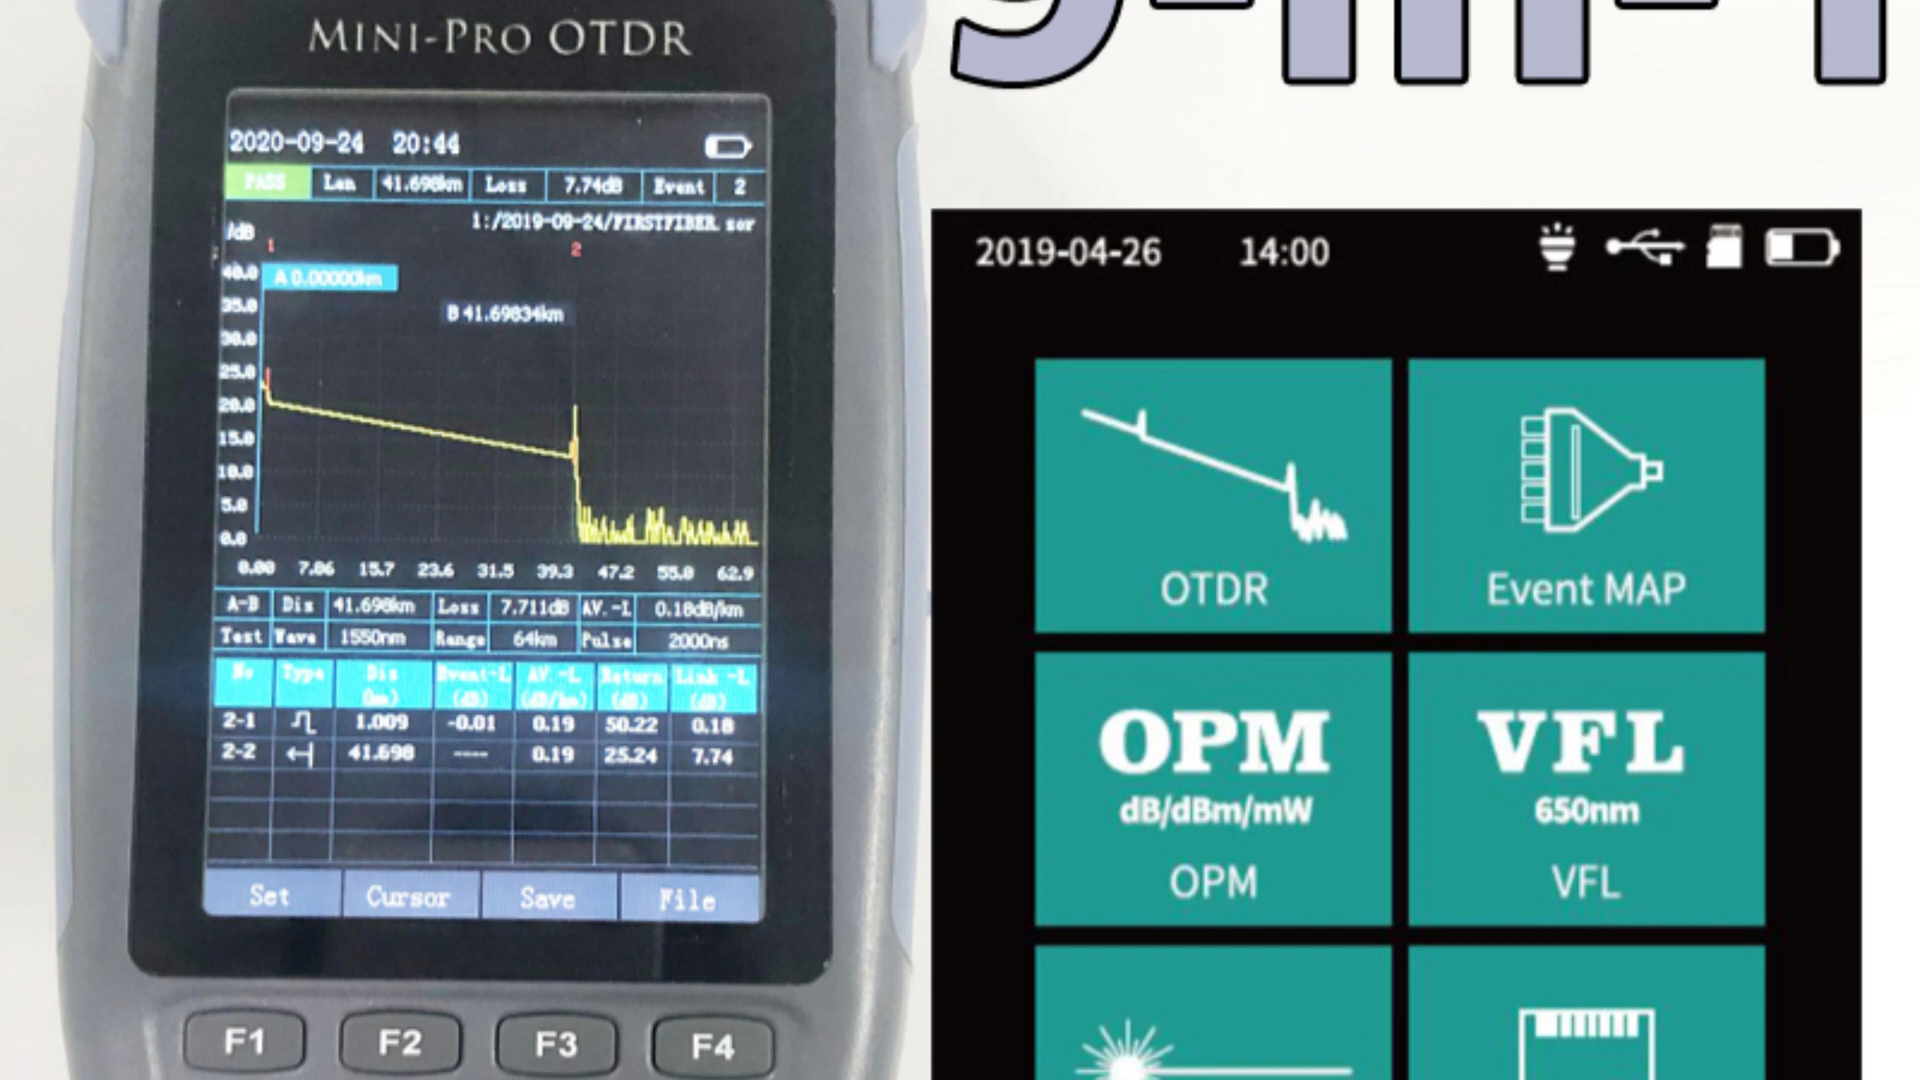 MINI-PRO OTDR
2020-09-24 20:44
PASS Len 41.698km Loss 7.74dB Event 2
1:/2019-09-24/FIRSTFIBER.sor
/dB
1 2
40.0 A 0.00000km
35.0 B 41.69834km
30.0
25.0
20.0
15.0
10.0
5.0
0.0
0.00 7.86 15.7 23.6 31.5 39.3 47.2 55.0 62.9
A-B Dis 41.698km Loss 7.711dB AV.-L 0.18dB/km
Test Wave 1550nm Range 64km Pulse 2000ns
No Type Dis Event-L AV.-L Return Link-L
(km) (dB) (dB/km) (dB) (dB)
2-1 1.009 -0.01 0.19 50.22 0.18
2-2 41.698 ---- 0.19 25.24 7.74
Set Cursor Save File
F1 F2 F3 F4
2019-04-26 14:00
OTDR
Event MAP
OPM
dB/dBm/mW
OPM
VFL
650nm
VFL